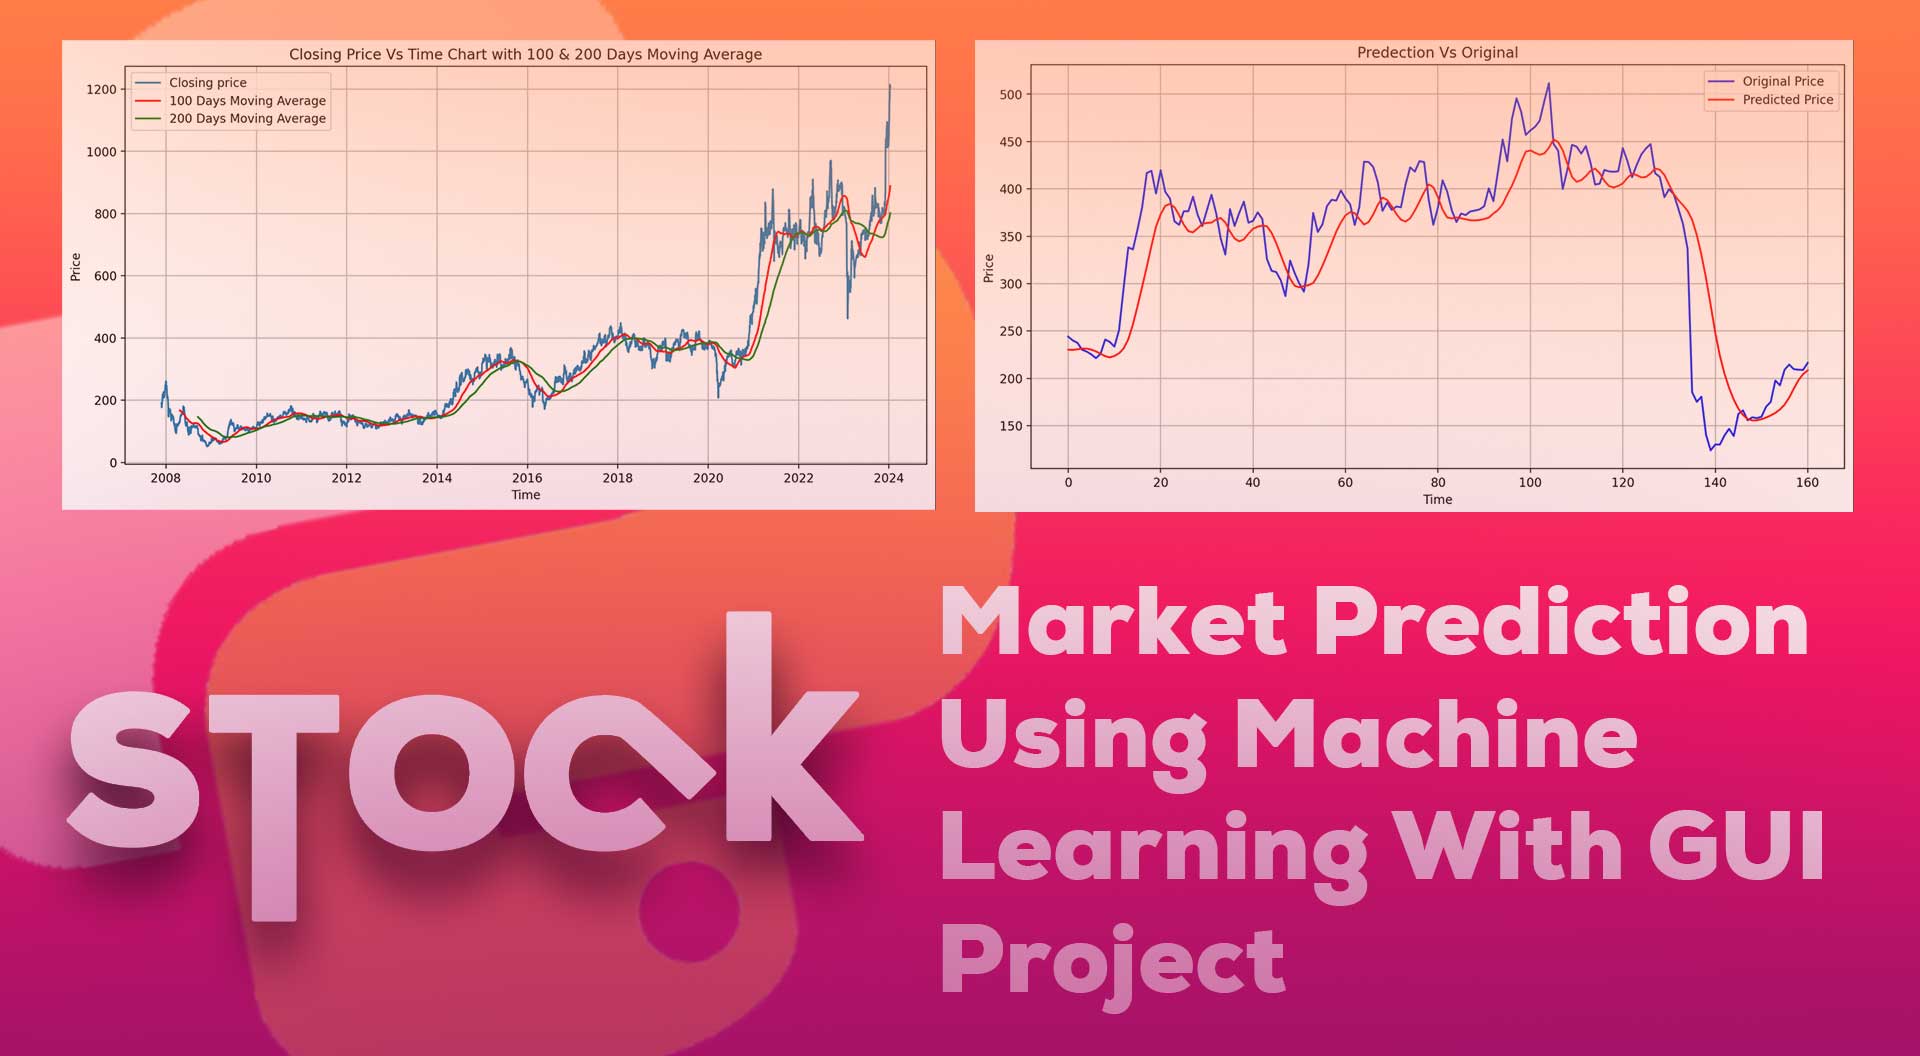 Closing Price Vs Time Chart with 100 & 200 Days Moving Average
Closing price
100 Days Moving Average
200 Days Moving Average
1200
1000
800
600
400
200
0
Price
2008 2010 2012 2014 2016 2018 2020 2022 2024
Time
Predection Vs Original
Original Price
Predicted Price
500
450
400
350
300
250
200
150
Price
0 20 40 60 80 100 120 140 160
Time
sTock
Market Prediction
Using Machine
Learning With GUI
Project